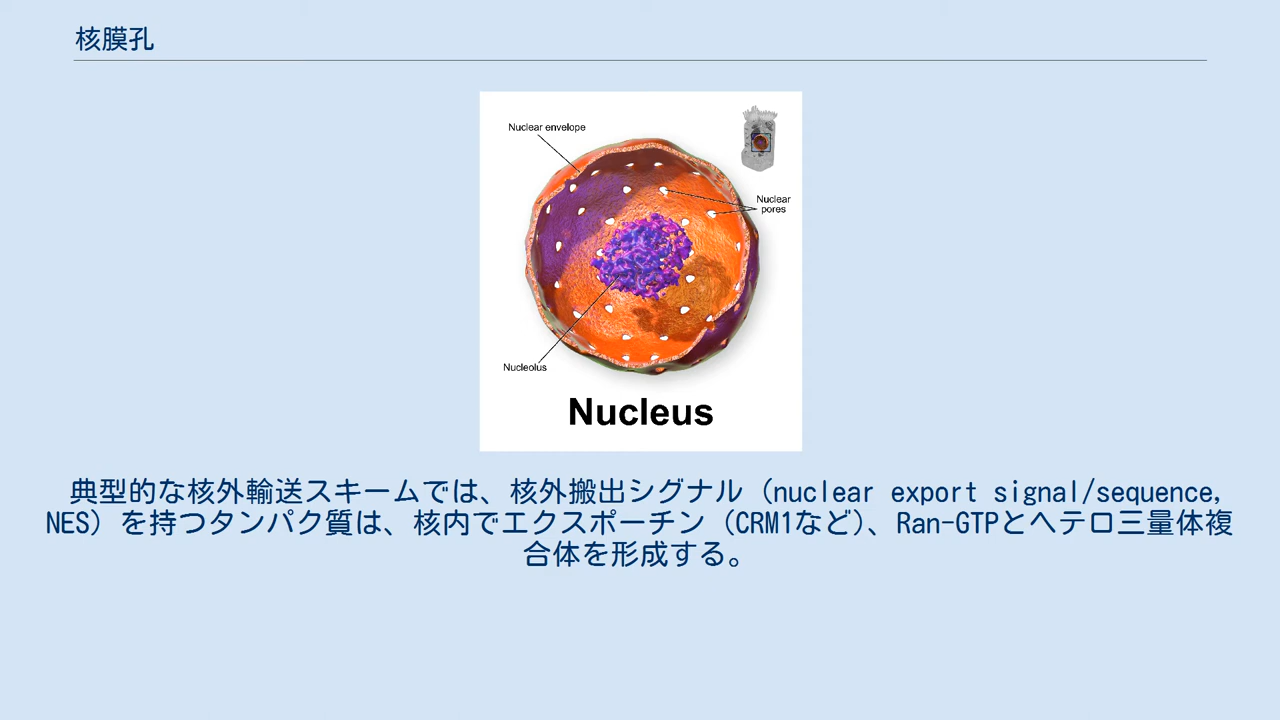 核膜孔
Nuclear envelope
Nuclear
pores
Nucleolus
Nucleus
典型的な核外輸送スキームでは、核外搬出シグナル（nuclear export signal/sequence,
NES）を持つタンパク質は、核内でエクスポーチン（CRM1など）、Ran-GTPとヘテロ三量体複
合体を形成する。